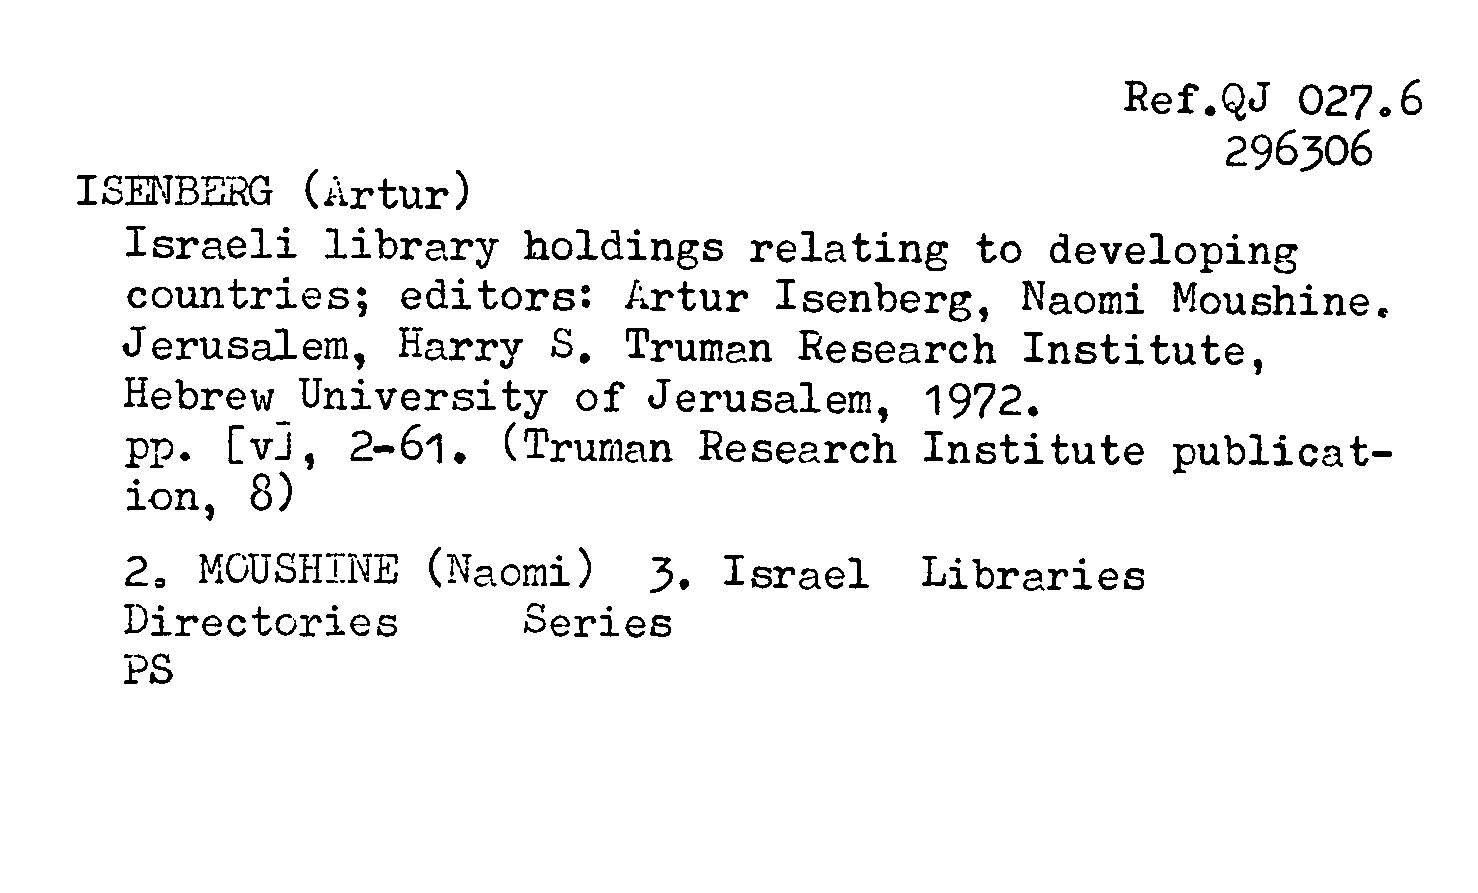 Ref.QJ 027.6
296306
ISENBERG (Artur)
Israeli library holdings relating to developing
countries; editors: Artur Isenberg, Naomi Moushine.
Jerusalem, Harry S. Truman Research Institute,
Hebrew University of Jerusalem, 1972.
pp. [v], 2-61. (Truman Research Institute publicat-
ion, 8)
2. MOUSHINE (Naomi) 3. Israel Libraries
Directories Series
PS